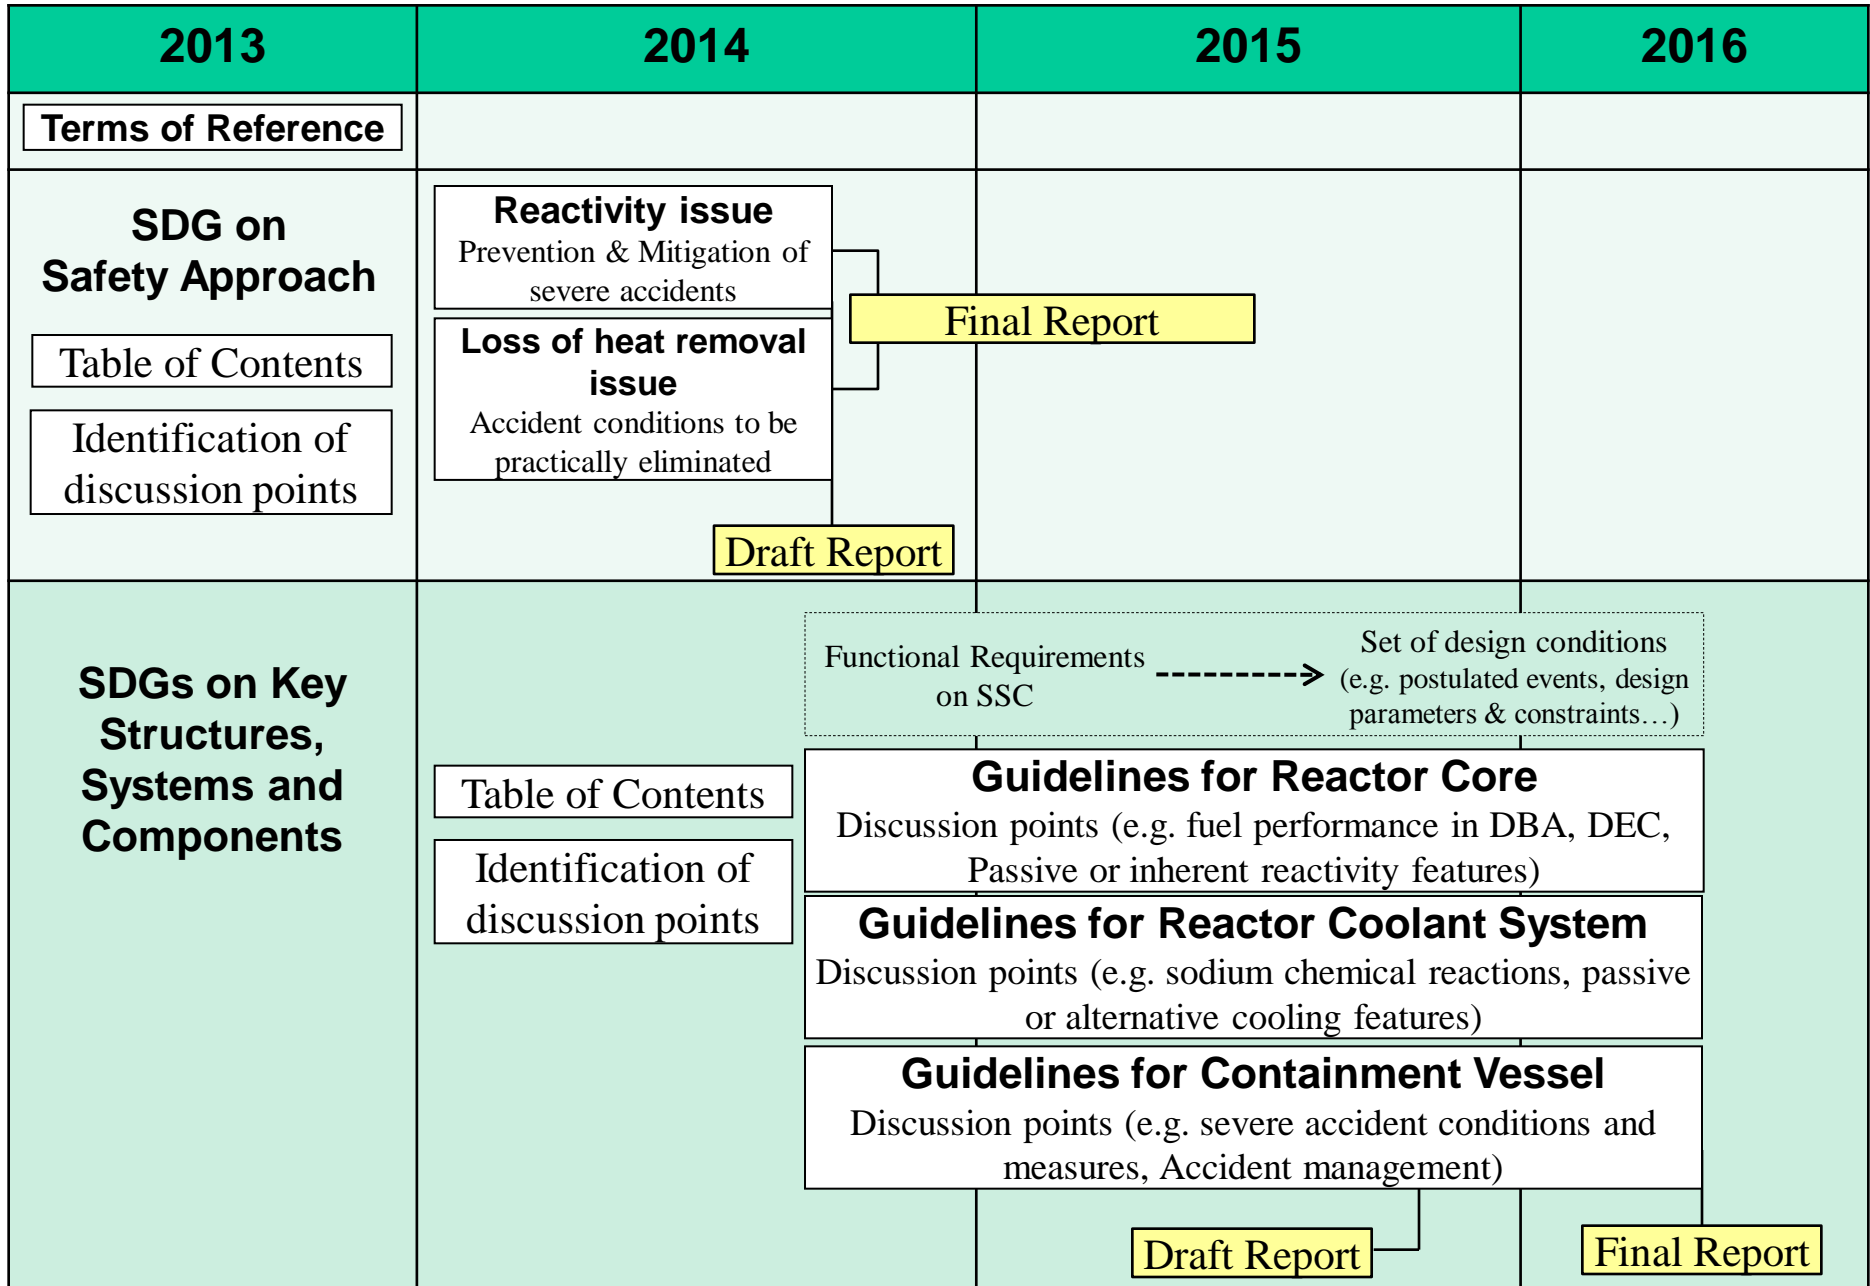 2013
2014
2015
2016
Terms of Reference
SDG on
Safety Approach
Table of Contents
Identification of
discussion points
Reactivity issue
Prevention & Mitigation of
severe accidents
Loss of heat removal
issue
Accident conditions to be
practically eliminated
Final Report
Draft Report
SDGs on Key
Structures,
Systems and
Components
Table of Contents
Identification of
discussion points
Functional Requirements
on SSC
Set of design conditions
(e.g. postulated events, design
parameters & constraints…)
Guidelines for Reactor Core
Discussion points (e.g. fuel performance in DBA, DEC,
Passive or inherent reactivity features)
Guidelines for Reactor Coolant System
Discussion points (e.g. sodium chemical reactions, passive
or alternative cooling features)
Guidelines for Containment Vessel
Discussion points (e.g. severe accident conditions and
measures, Accident management)
Draft Report
Final Report